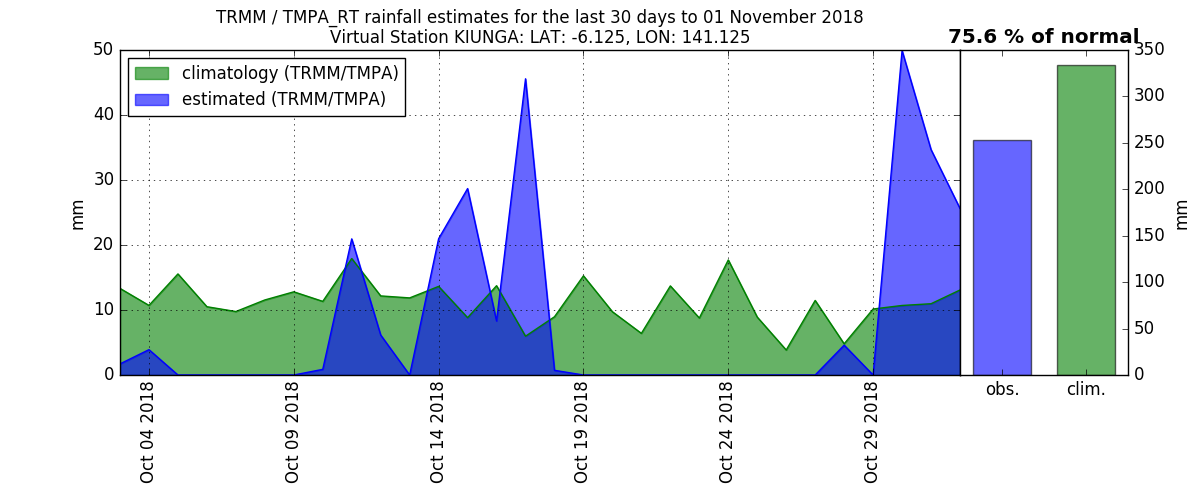 TRMM / TMPA_RT rainfall estimates for the last 30 days to 01 November 2018
Virtual Station KIUNGA: LAT: -6.125, LON: 141.125
75.6 % of normal
climatology (TRMM/TMPA)
estimated (TRMM/TMPA)
50
40
30
20
10
0
mm
Oct 04 2018
Oct 09 2018
Oct 14 2018
Oct 19 2018
Oct 24 2018
Oct 29 2018
obs.
clim.
350
300
250
200
150
100
50
0
mm